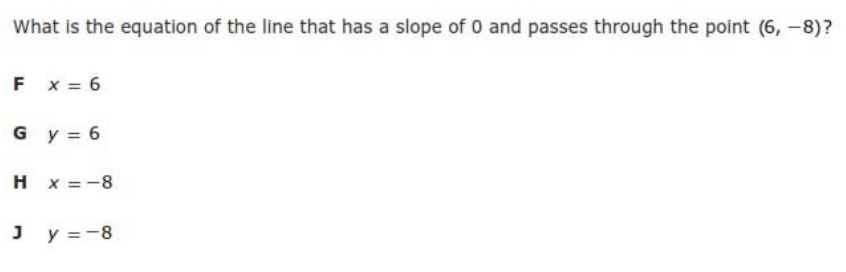 What is the equation of the line that has a slope of 0 and passes through the point (6, −8)?
F x = 6
G y = 6
H x = −8
J y = −8